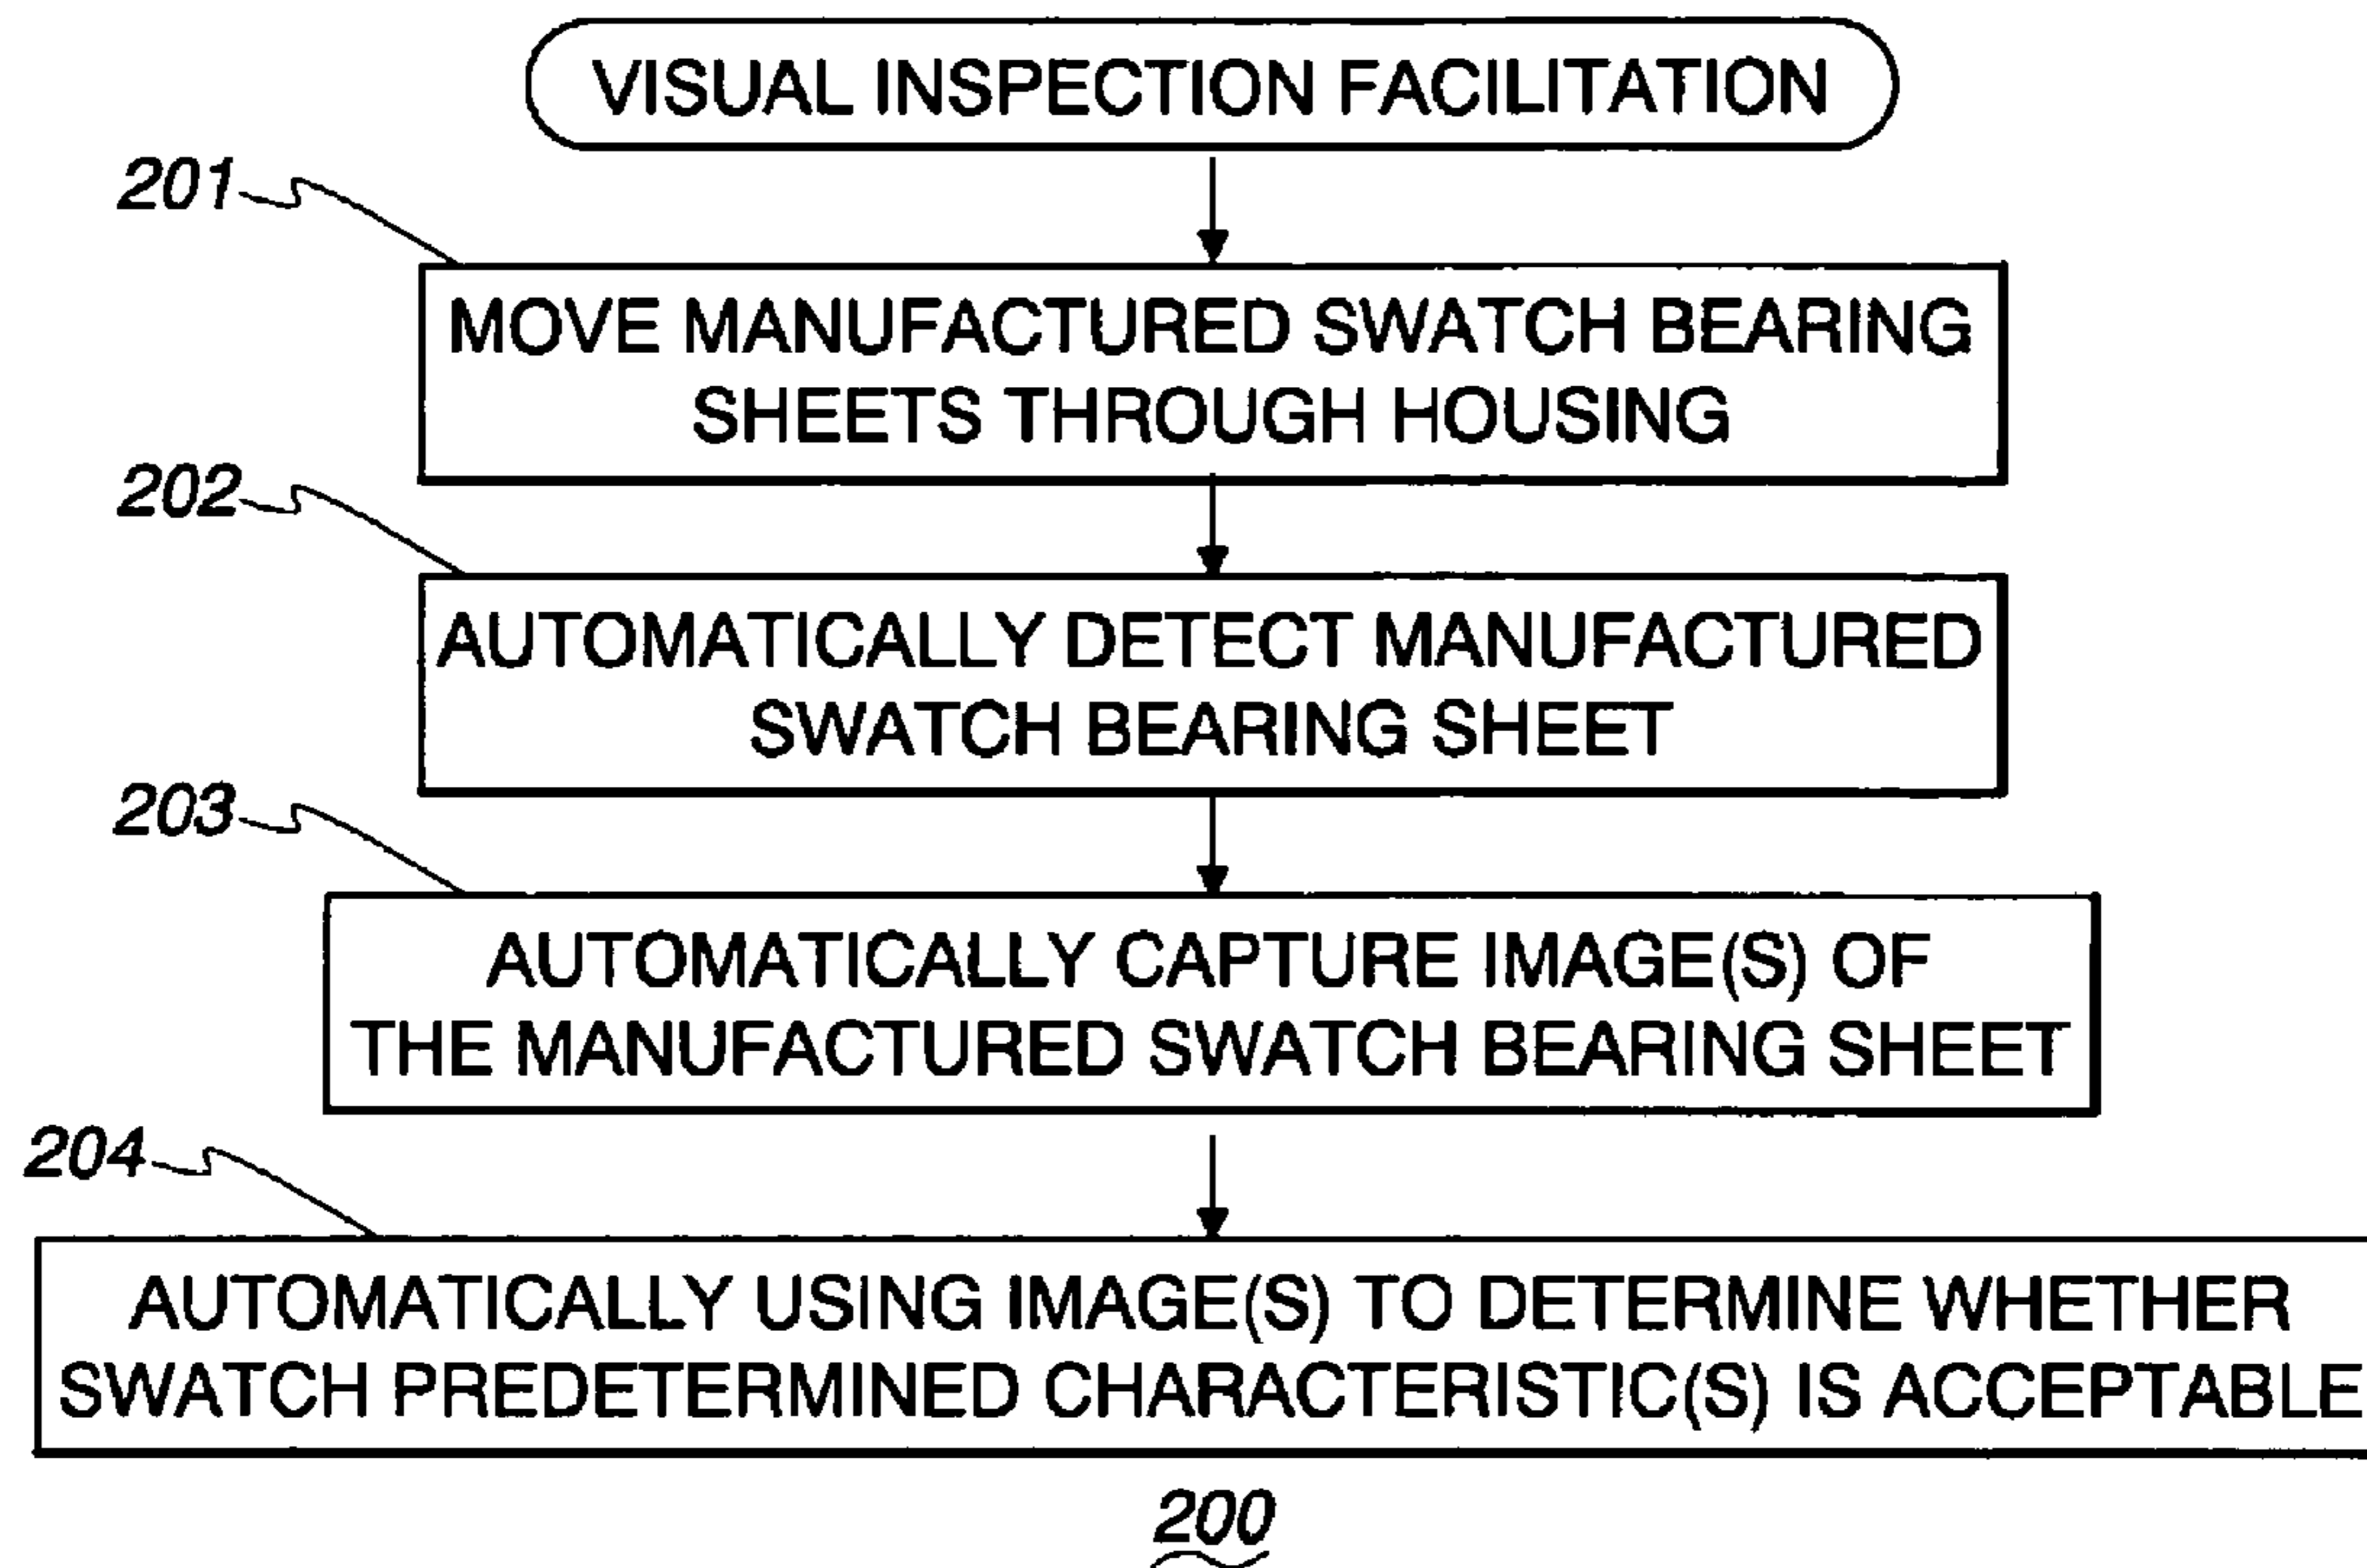 VISUAL INSPECTION FACILITATION
201
MOVE MANUFACTURED SWATCH BEARING
SHEETS THROUGH HOUSING
202
AUTOMATICALLY DETECT MANUFACTURED
SWATCH BEARING SHEET
203
AUTOMATICALLY CAPTURE IMAGE(S) OF
THE MANUFACTURED SWATCH BEARING SHEET
204
AUTOMATICALLY USING IMAGE(S) TO DETERMINE WHETHER
SWATCH PREDETERMINED CHARACTERISTIC(S) IS ACCEPTABLE
200